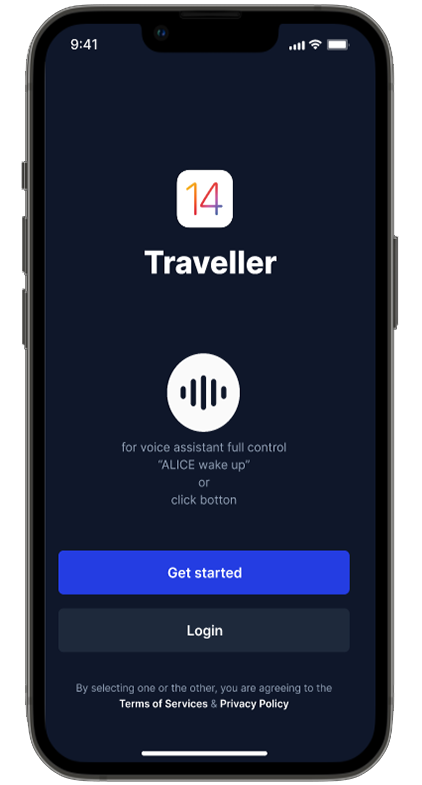 9:41
14
Traveller
for voice assistant full control
“ALICE wake up”
or
click botton
Get started
Login
By selecting one or the other, you are agreeing to the
Terms of Services & Privacy Policy